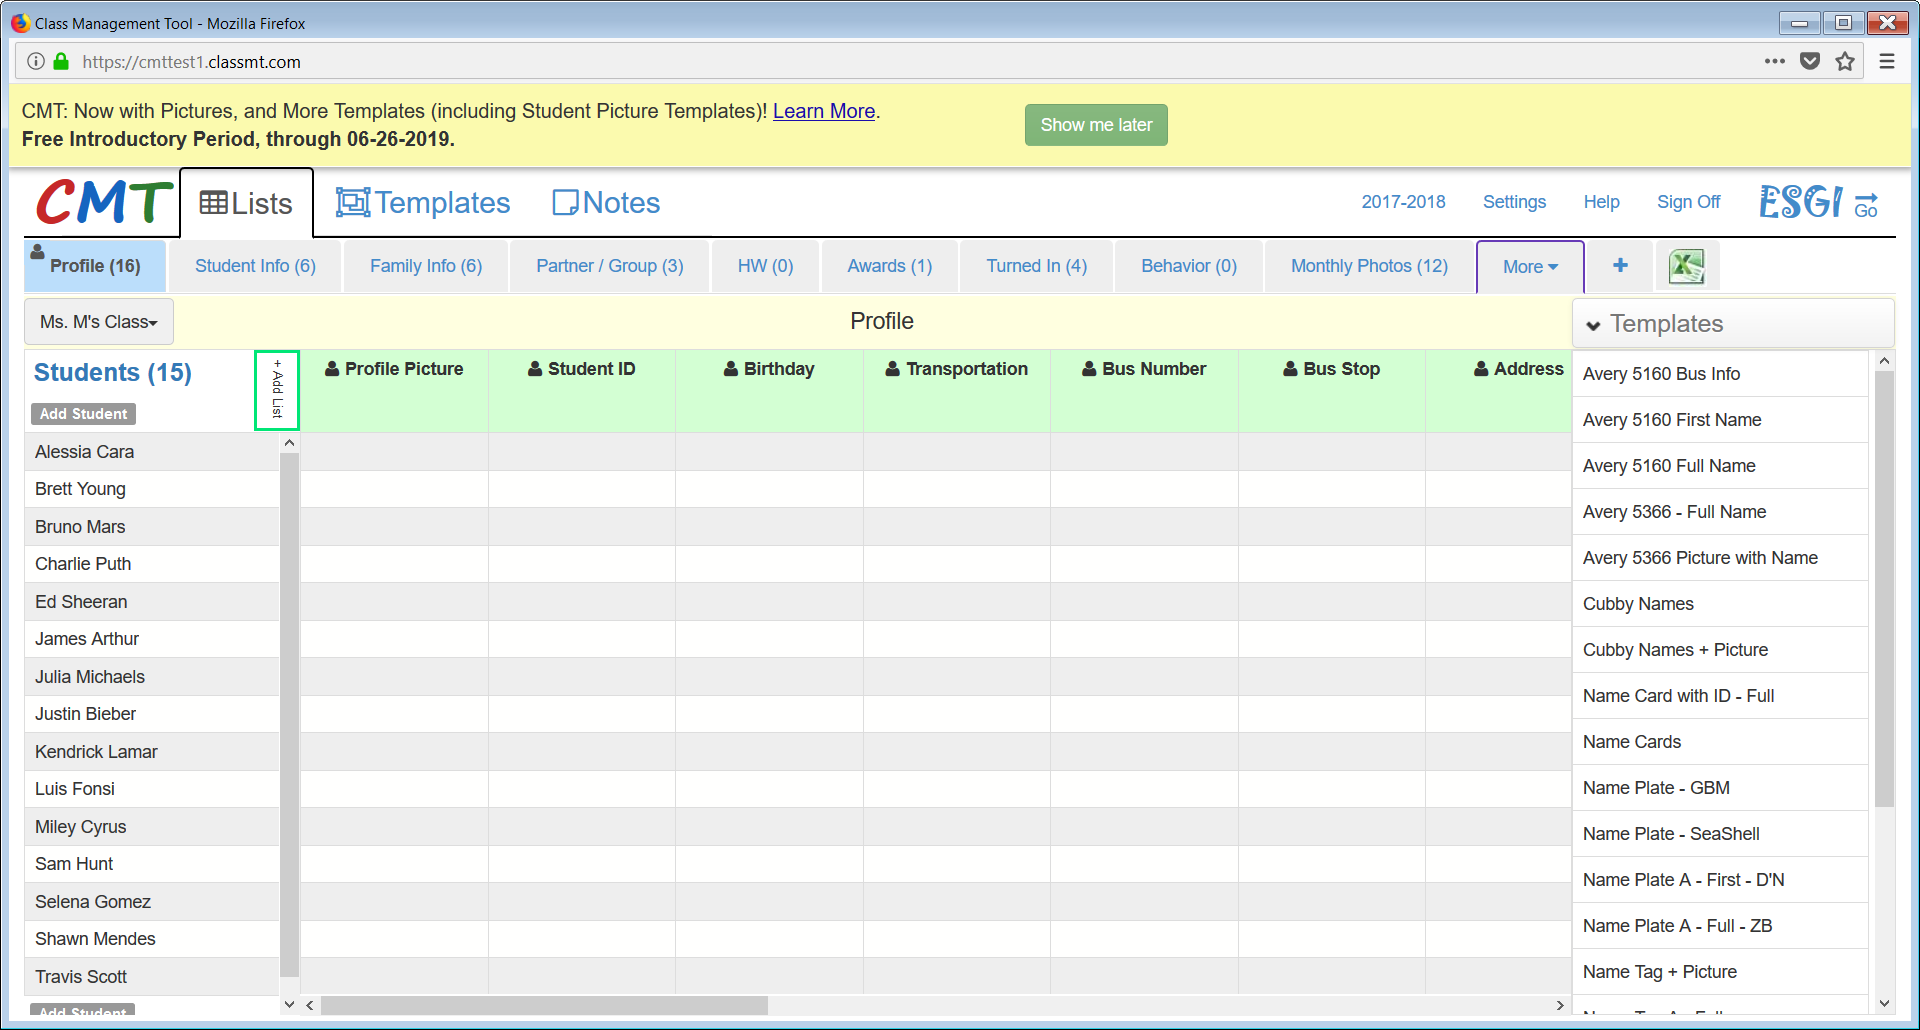 Class Management Tool - Mozilla Firefox
https://cmttest1.classmt.com
CMT: Now with Pictures, and More Templates (including Student Picture Templates)! Learn More.
Free Introductory Period, through 06-26-2019.
Show me later
CMT
Lists
Templates
Notes
2017-2018
Settings
Help
Sign Off
ESGI
Go
Profile (16)
Student Info (6)
Family Info (6)
Partner / Group (3)
HW (0)
Awards (1)
Turned In (4)
Behavior (0)
Monthly Photos (12)
More
+
Ms. M's Class
Profile
Templates
Students (15)
Add Student
+ Add List
Profile Picture
Student ID
Birthday
Transportation
Bus Number
Bus Stop
Address
Alessia Cara
Brett Young
Bruno Mars
Charlie Puth
Ed Sheeran
James Arthur
Julia Michaels
Justin Bieber
Kendrick Lamar
Luis Fonsi
Miley Cyrus
Sam Hunt
Selena Gomez
Shawn Mendes
Travis Scott
Add Student
Avery 5160 Bus Info
Avery 5160 First Name
Avery 5160 Full Name
Avery 5366 - Full Name
Avery 5366 Picture with Name
Cubby Names
Cubby Names + Picture
Name Card with ID - Full
Name Cards
Name Plate - GBM
Name Plate - SeaShell
Name Plate A - First - D'N
Name Plate A - Full - ZB
Name Tag + Picture